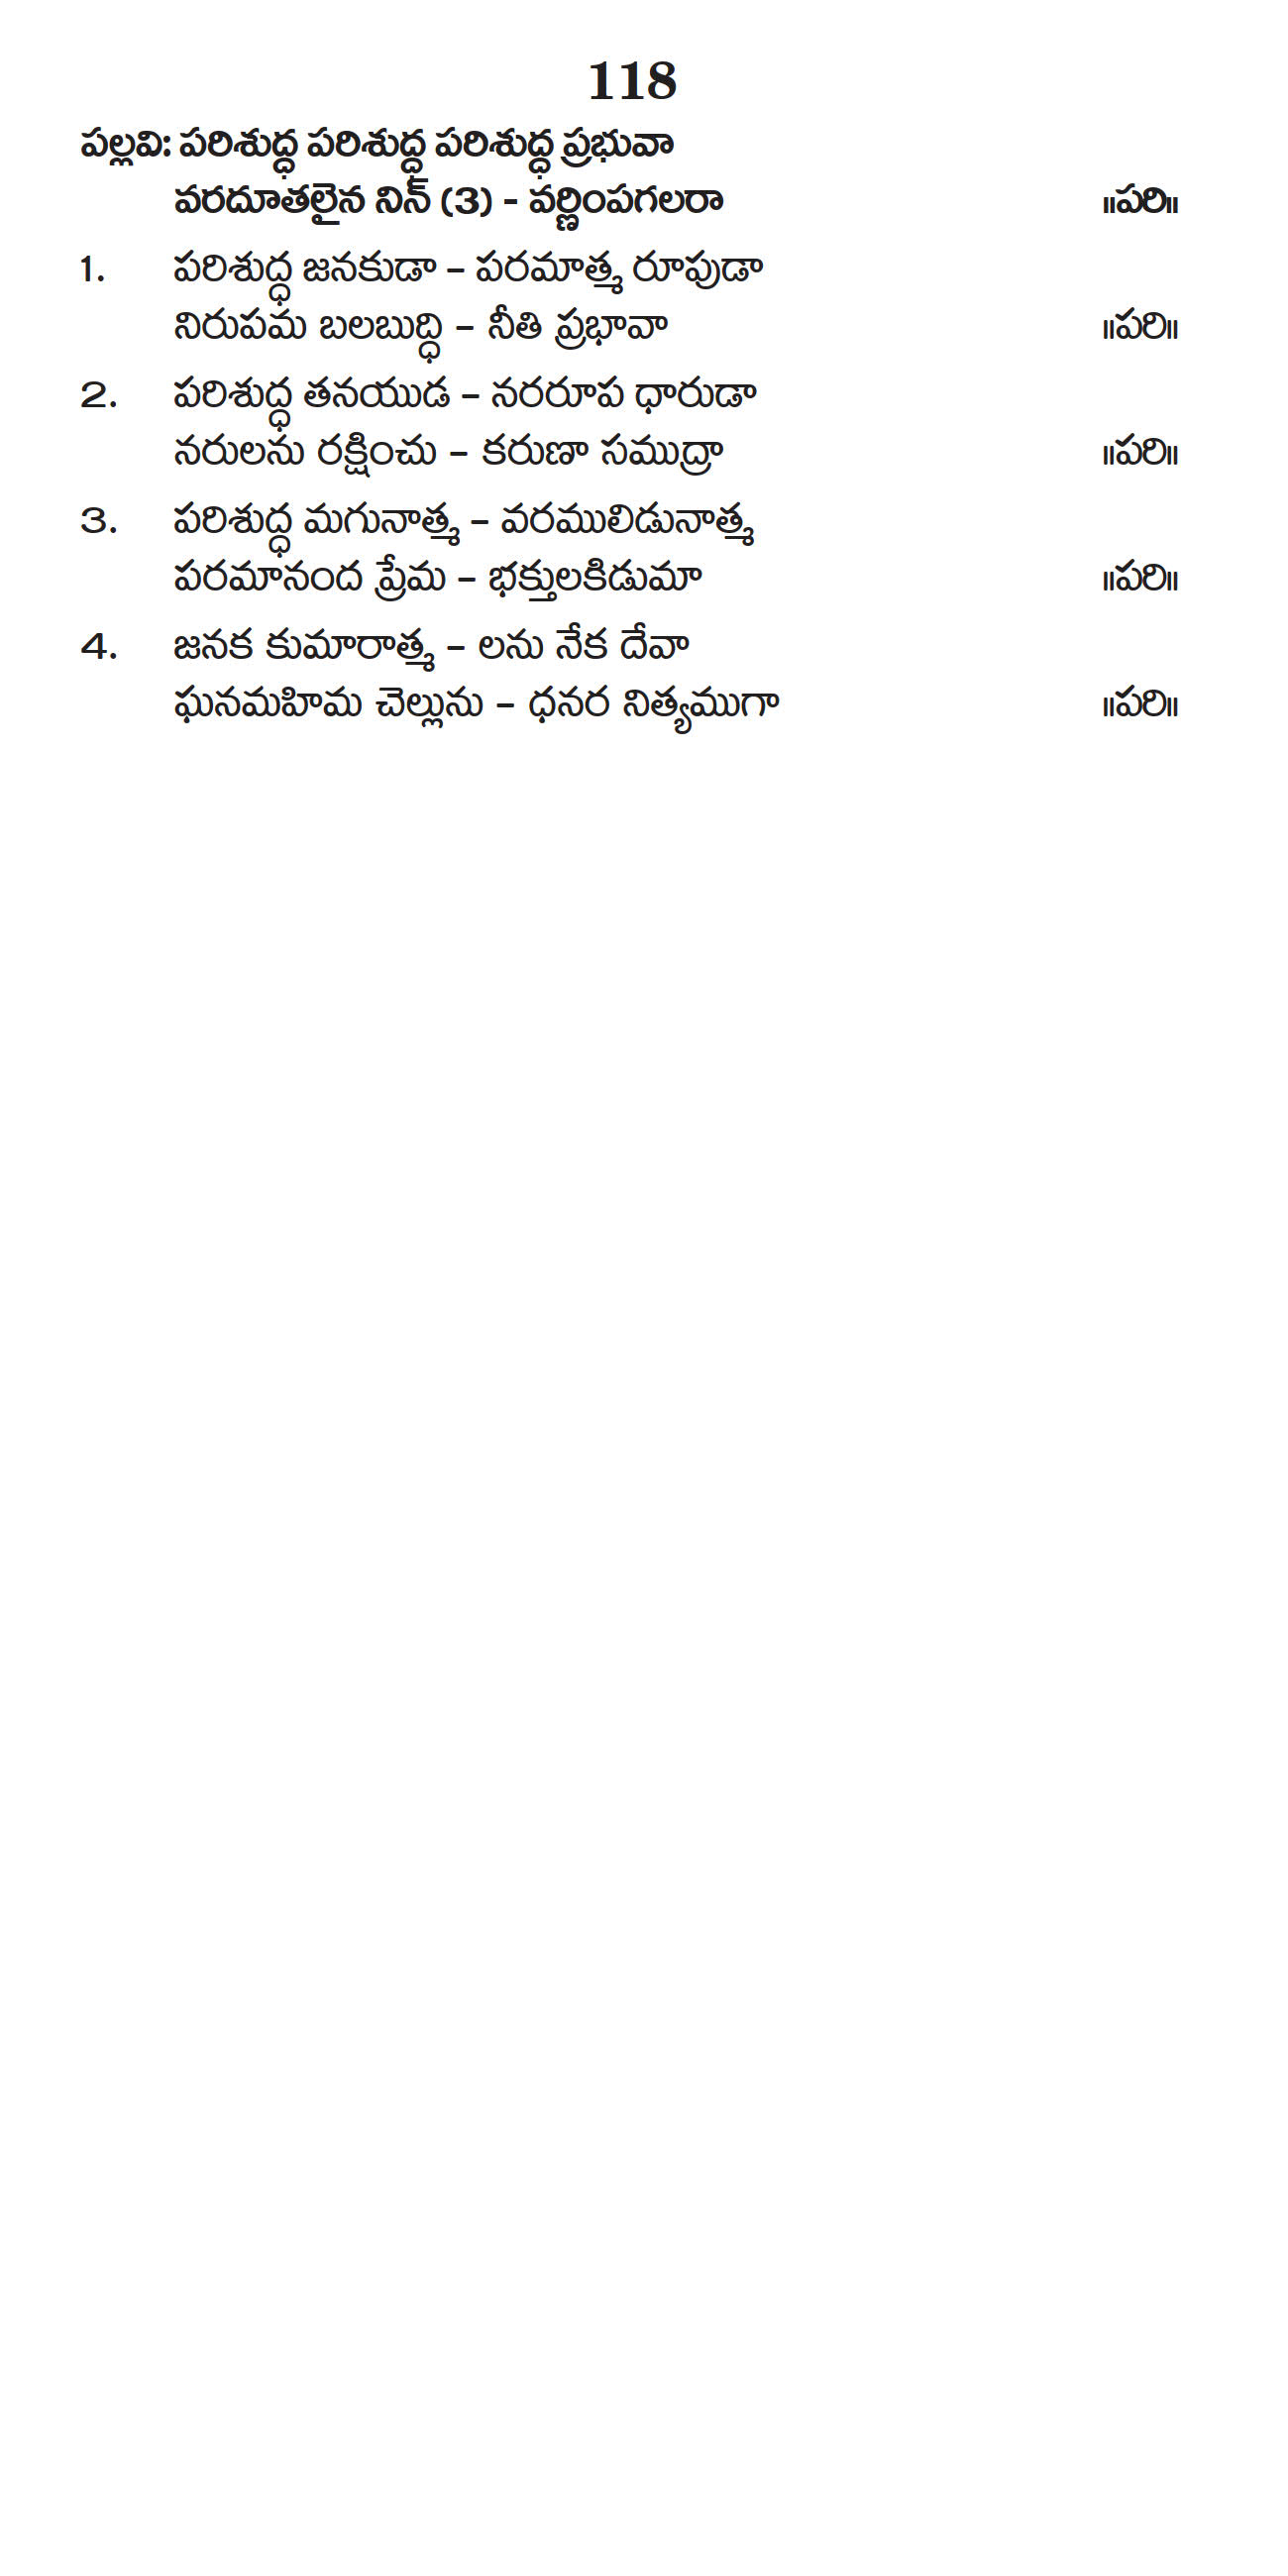 118
పల్లవి: పరిశుద్ధ పరిశుద్ధ పరిశుద్ధ ప్రభువా
వరదూతలైన నిన్ (3) - వర్ణింపగలరా ॥పరి॥
1. పరిశుద్ధ జనకుడా – పరమాత్మ రూపుడా
నిరుపమ బలబుద్ధి – నీతి ప్రభావా ॥పరి॥
2. పరిశుద్ధ తనయుడ – నరరూప ధారుడా
నరులను రక్షించు – కరుణా సముద్రా ॥పరి॥
3. పరిశుద్ధ మగునాత్మ – వరములిడునాత్మ
పరమానంద ప్రేమ – భక్తులకిడుమా ॥పరి॥
4. జనక కుమారాత్మ – లను నేక దేవా
ఘనమహిమ చెల్లును – ధనర నిత్యముగా ॥పరి॥